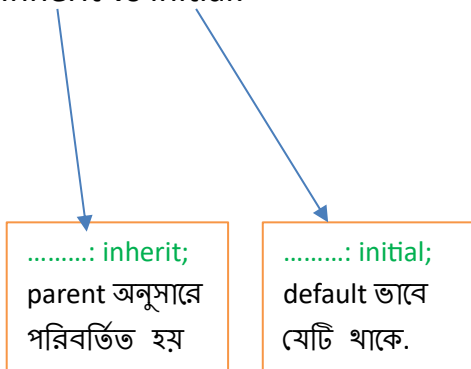 inherit vs initial:
………: inherit;
parent অনুসারে
পরিবর্তিত হয়
………: initial;
default ভাবে
যেটি থাকে.